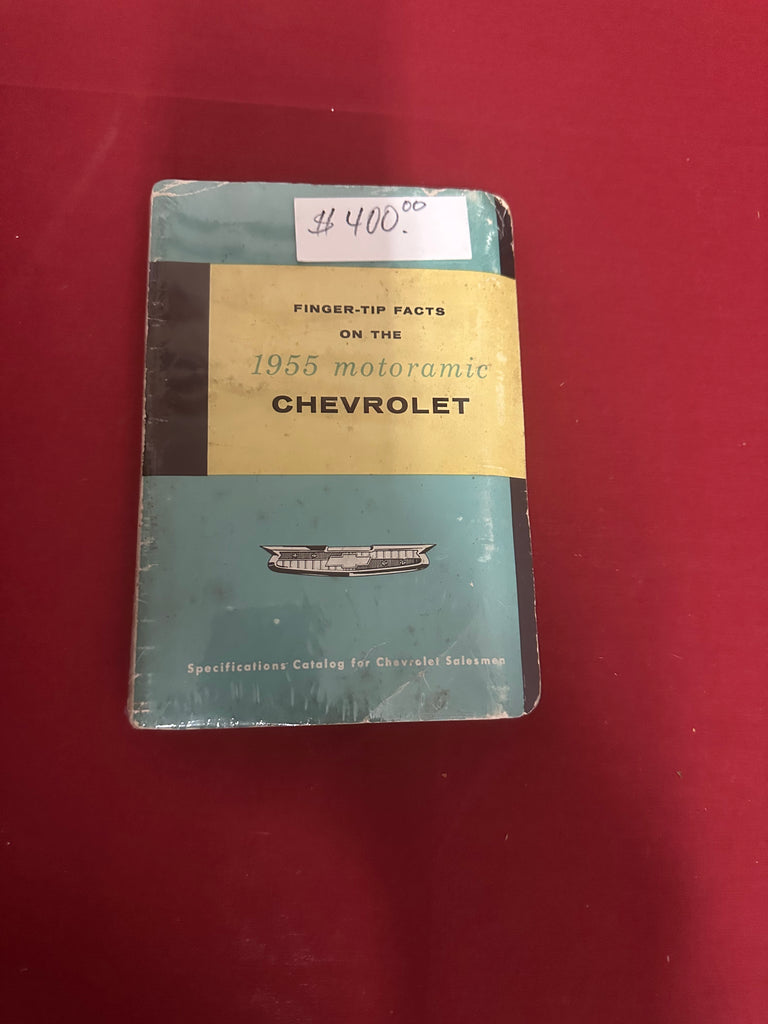 $ 400.00
FINGER-TIP FACTS
ON THE
1955 motoramic
CHEVROLET
Specifications Catalog for Chevrolet Salesmen